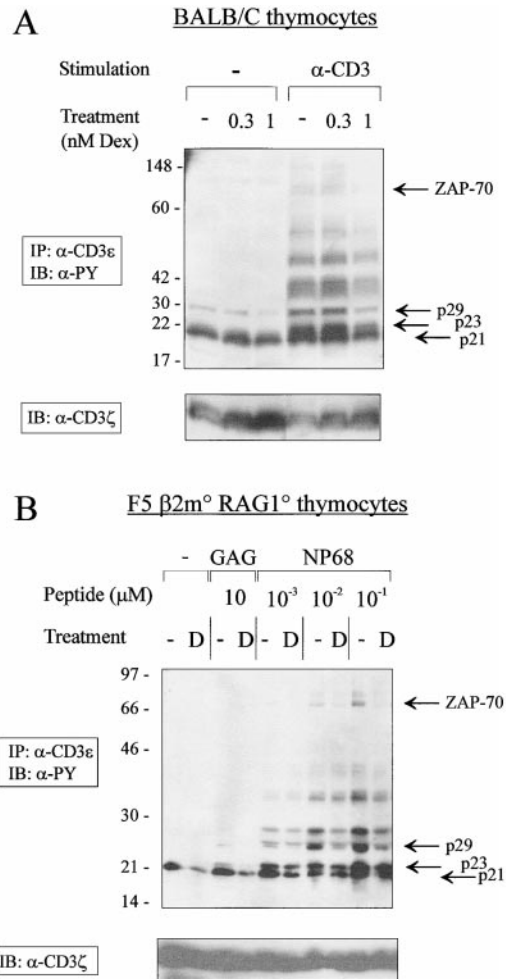 A
BALB/C thymocytes
Stimulation - α-CD3
Treatment (nM Dex) - 0.3 1 - 0.3 1
148 -
60 -
42 -
30 -
22 -
17 -
IP: α-CD3ε
IB: α-PY
ZAP-70
p29
p23
p21
IB: α-CD3ζ
B
F5 β2m° RAG1° thymocytes
- GAG NP68
Peptide (μM) 10 10⁻³ 10⁻² 10⁻¹
Treatment - D - D - D - D - D
97 -
66 -
46 -
30 -
21 -
14 -
IP: α-CD3ε
IB: α-PY
ZAP-70
p29
p23
p21
IB: α-CD3ζ